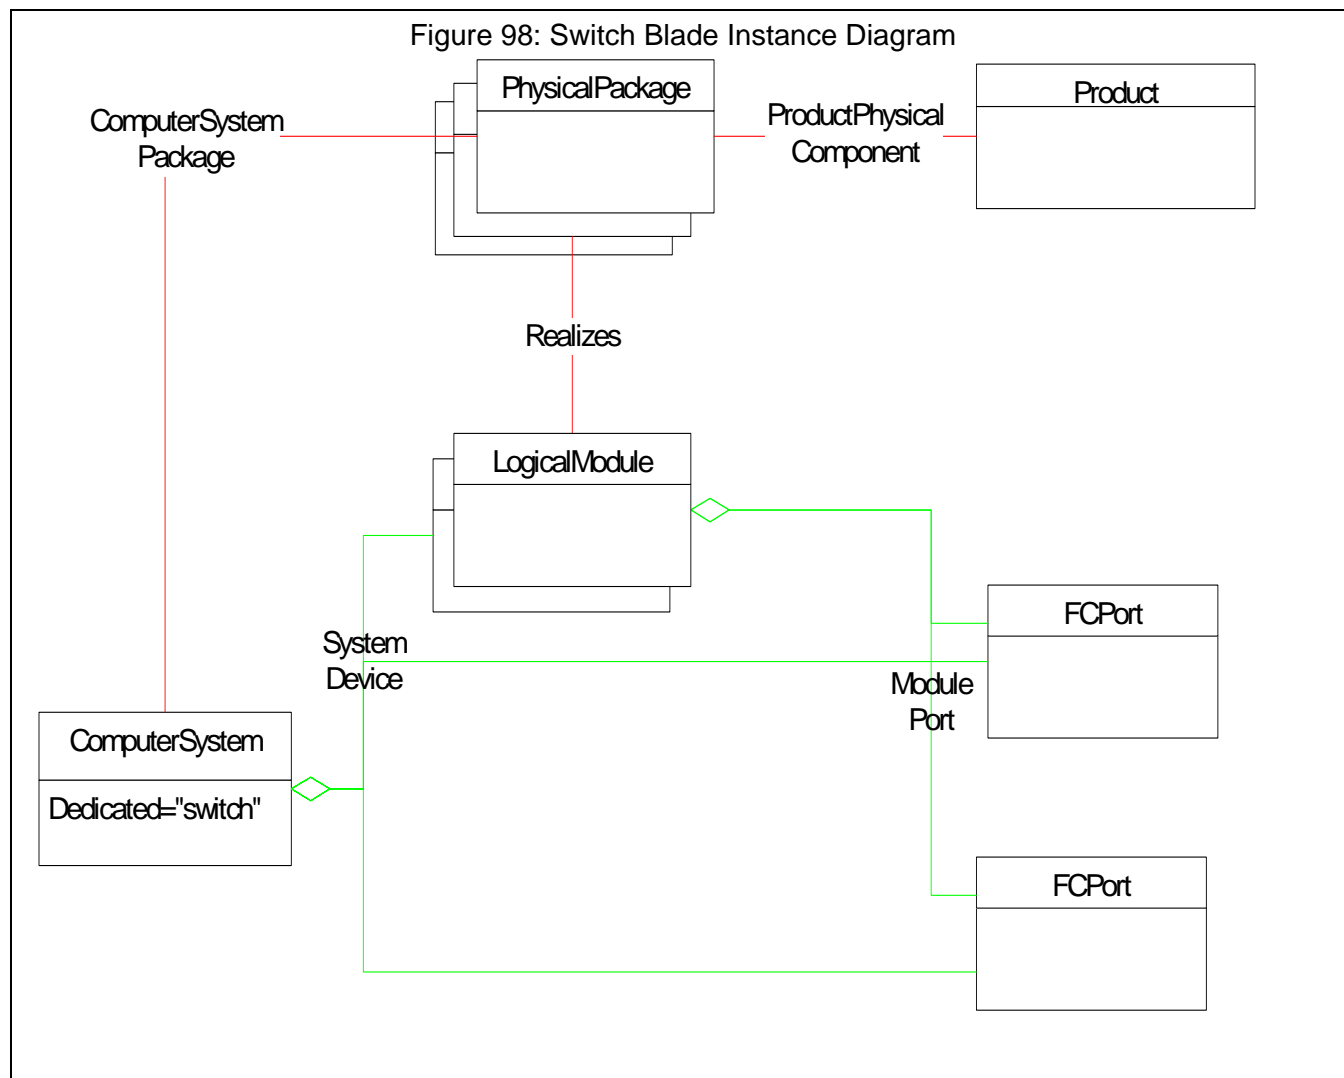 Figure 98: Switch Blade Instance Diagram
PhysicalPackage
Product
ComputerSystem
Package
ProductPhysical
Component
Realizes
LogicalModule
FCPort
System
Device
Module
Port
ComputerSystem
Dedicated="switch"
FCPort